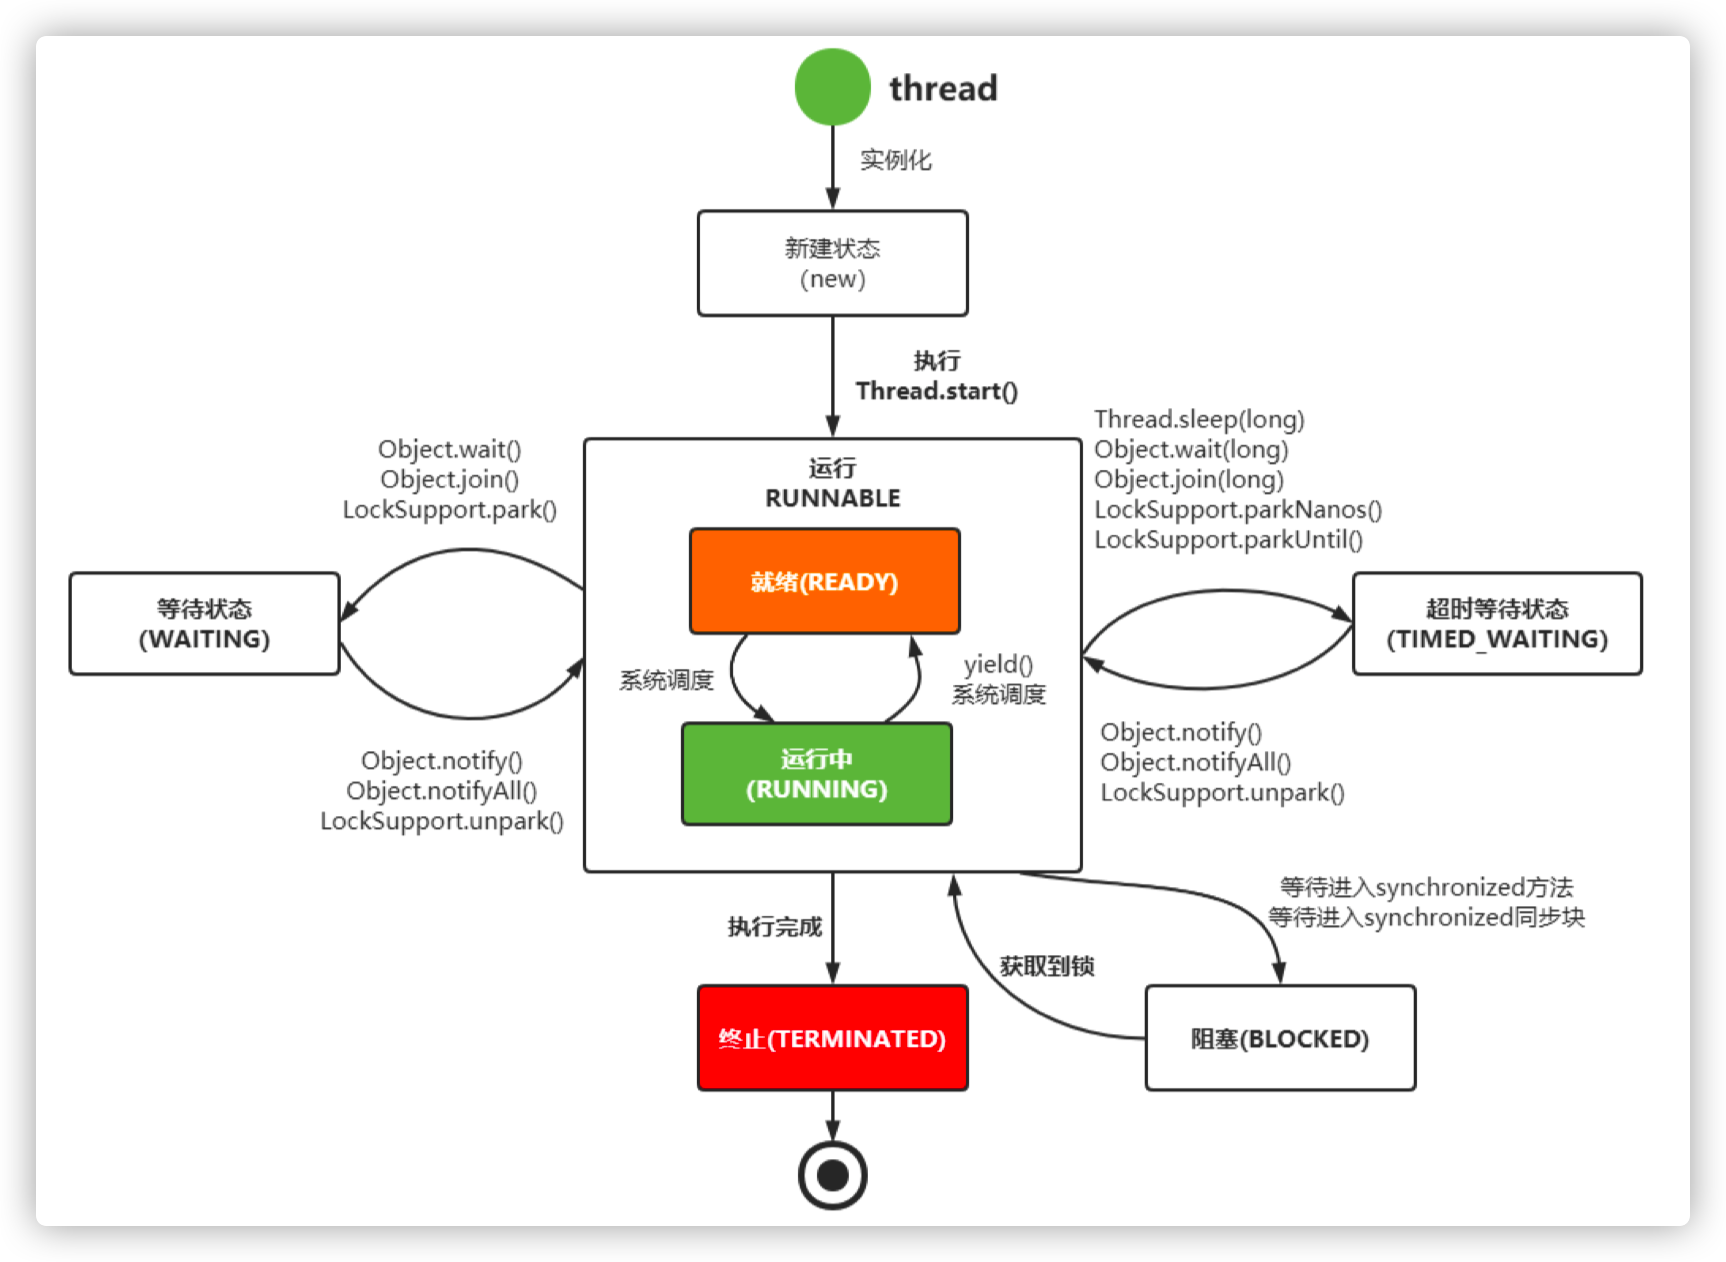 thread
实例化
新建状态
（new）
执行
Thread.start()
Object.wait()
Object.join()
LockSupport.park()
Thread.sleep(long)
Object.wait(long)
Object.join(long)
LockSupport.parkNanos()
LockSupport.parkUntil()
运行
RUNNABLE
就绪(READY)
等待状态
(WAITING)
超时等待状态
(TIMED_WAITING)
系统调度
yield()
系统调度
运行中
(RUNNING)
Object.notify()
Object.notifyAll()
LockSupport.unpark()
Object.notify()
Object.notifyAll()
LockSupport.unpark()
等待进入synchronized方法
等待进入synchronized同步块
执行完成
获取到锁
终止(TERMINATED)
阻塞(BLOCKED)